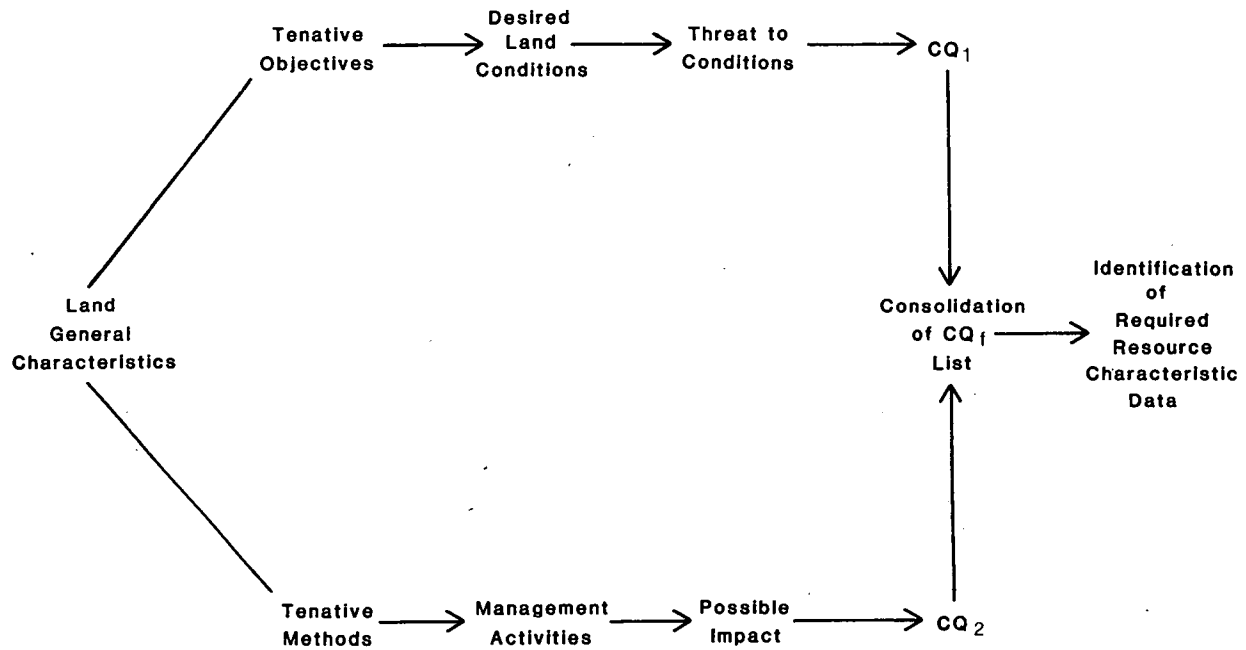 Tenative
Objectives
Desired
Land
Conditions
Threat to
Conditions
CQ1
Land
General
Characteristics
Consolidation
of CQf
List
Identification
of
Required
Resource
Characteristic
Data
Tenative
Methods
Management
Activities
Possible
Impact
CQ2